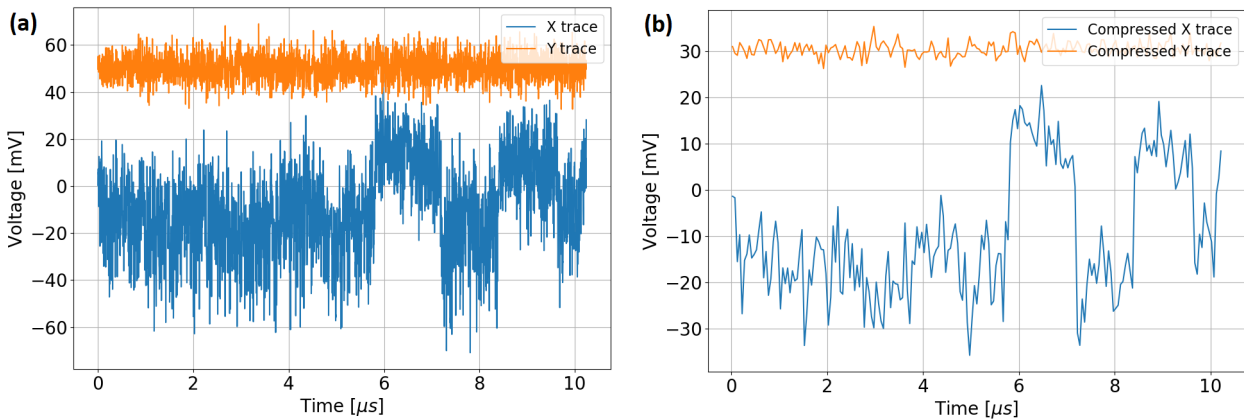 (a)
X trace
Y trace
60
40
20
0
−20
−40
−60
Voltage [mV]
0 2 4 6 8 10
Time [μs]
(b)
Compressed X trace
Compressed Y trace
30
20
10
0
−10
−20
−30
Voltage [mV]
0 2 4 6 8 10
Time [μs]